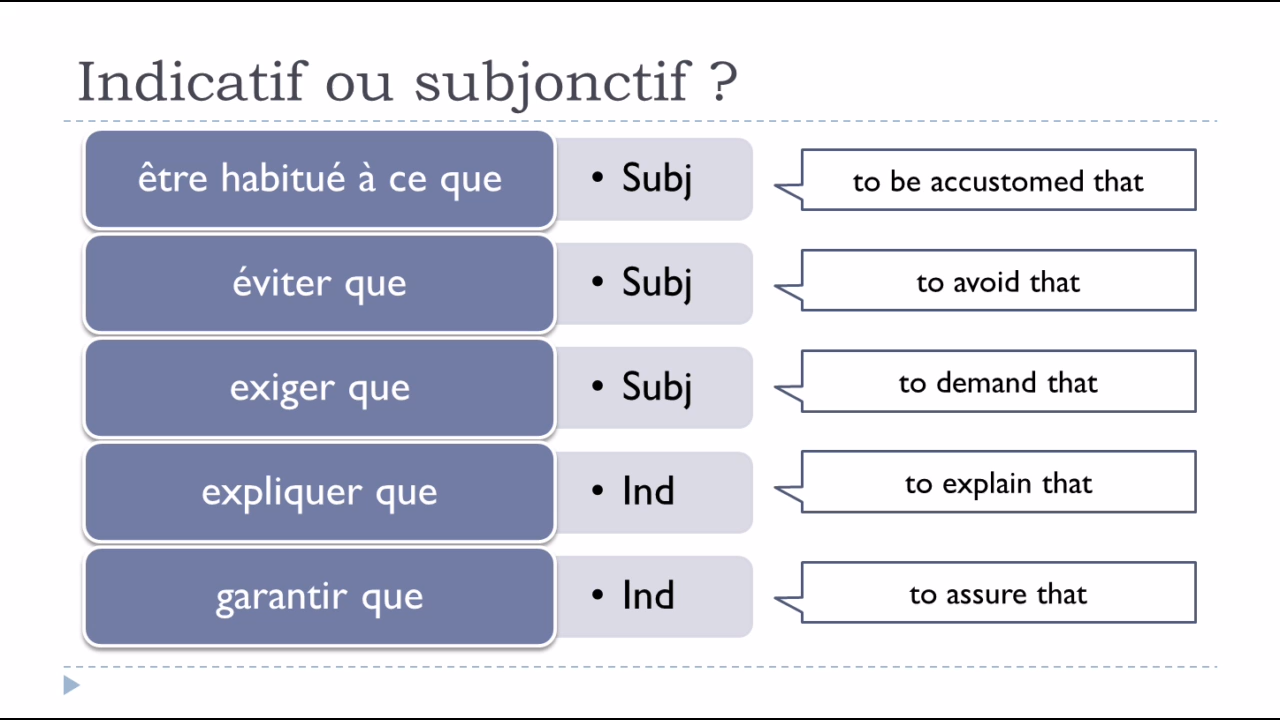 Indicatif ou subjonctif ?
être habitué à ce que
• Subj
to be accustomed that
éviter que
• Subj
to avoid that
exiger que
• Subj
to demand that
expliquer que
• Ind
to explain that
garantir que
• Ind
to assure that